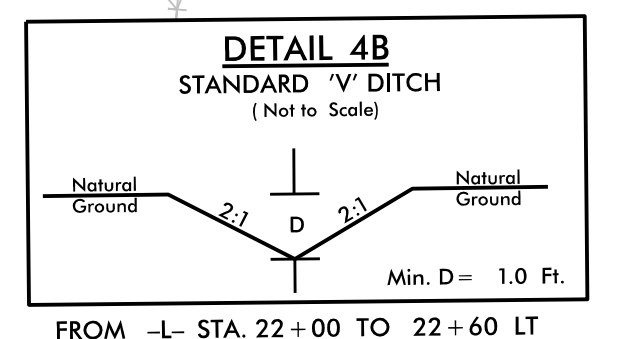 DETAIL 4B
STANDARD 'V' DITCH
( Not to Scale)
Natural
Ground
2:1
D
2:1
Natural
Ground
Min. D = 1.0 Ft.
FROM -L- STA. 22+00 TO 22+60 LT